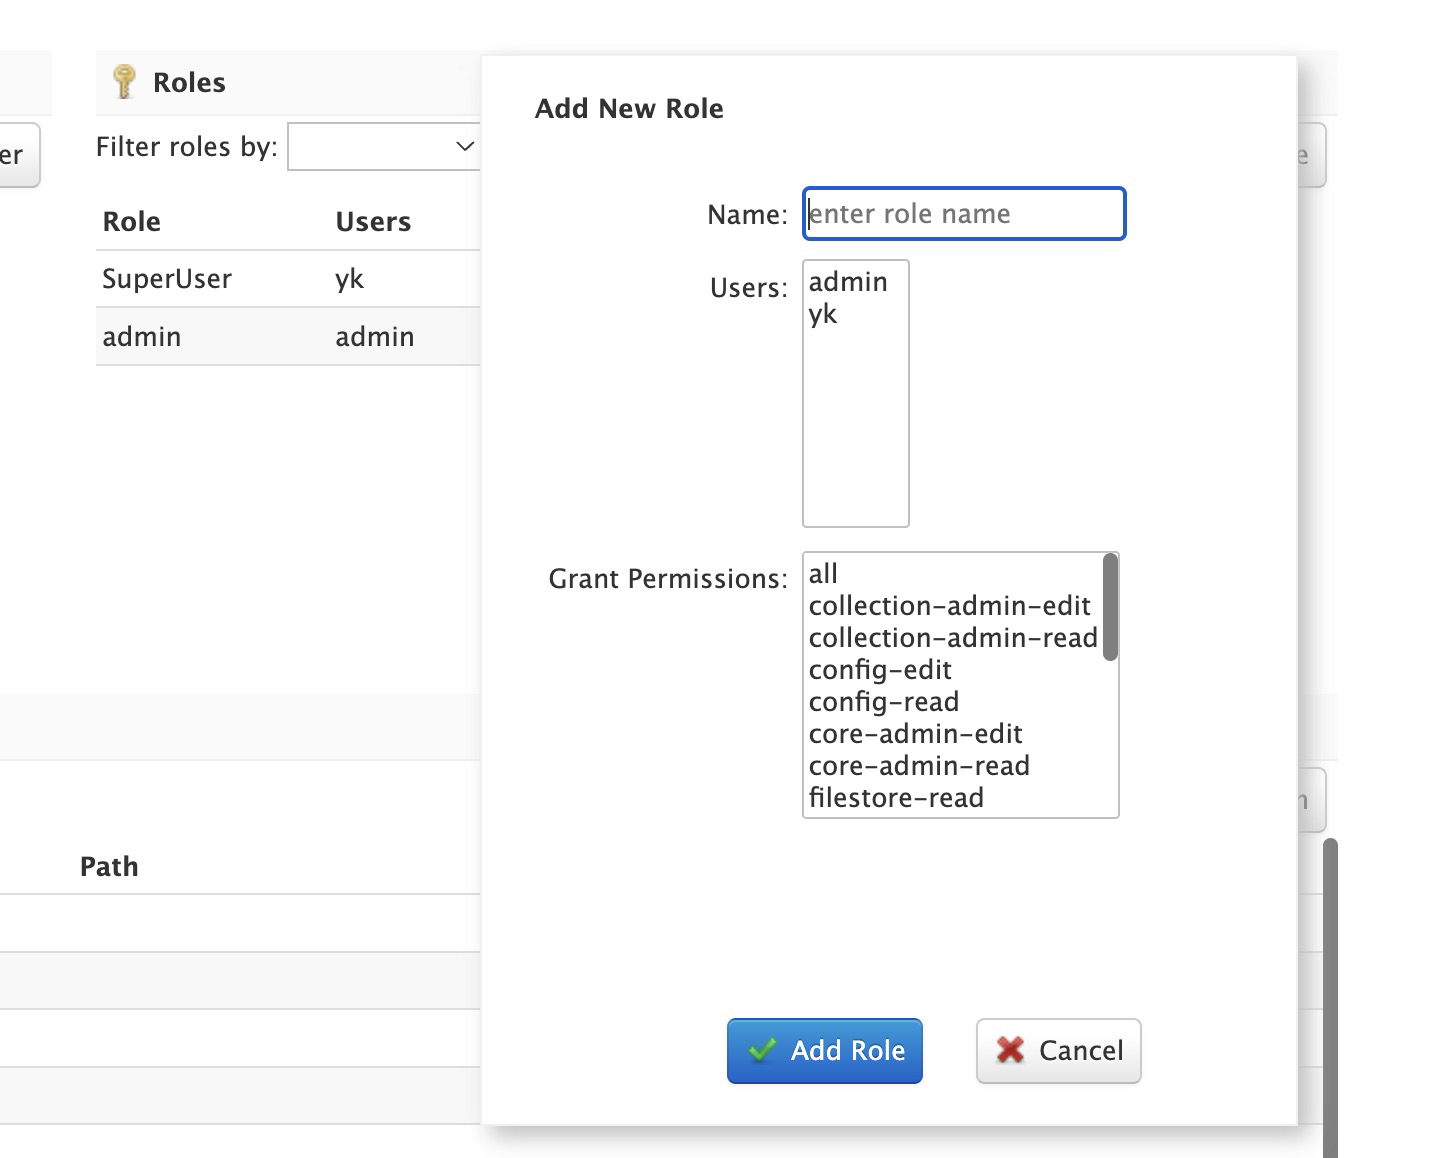 Roles
er
Filter roles by:
Role Users
SuperUser yk
admin admin
Path
Add New Role
Name: enter role name
Users: admin
yk
Grant Permissions: all
collection-admin-edit
collection-admin-read
config-edit
config-read
core-admin-edit
core-admin-read
filestore-read
Add Role Cancel